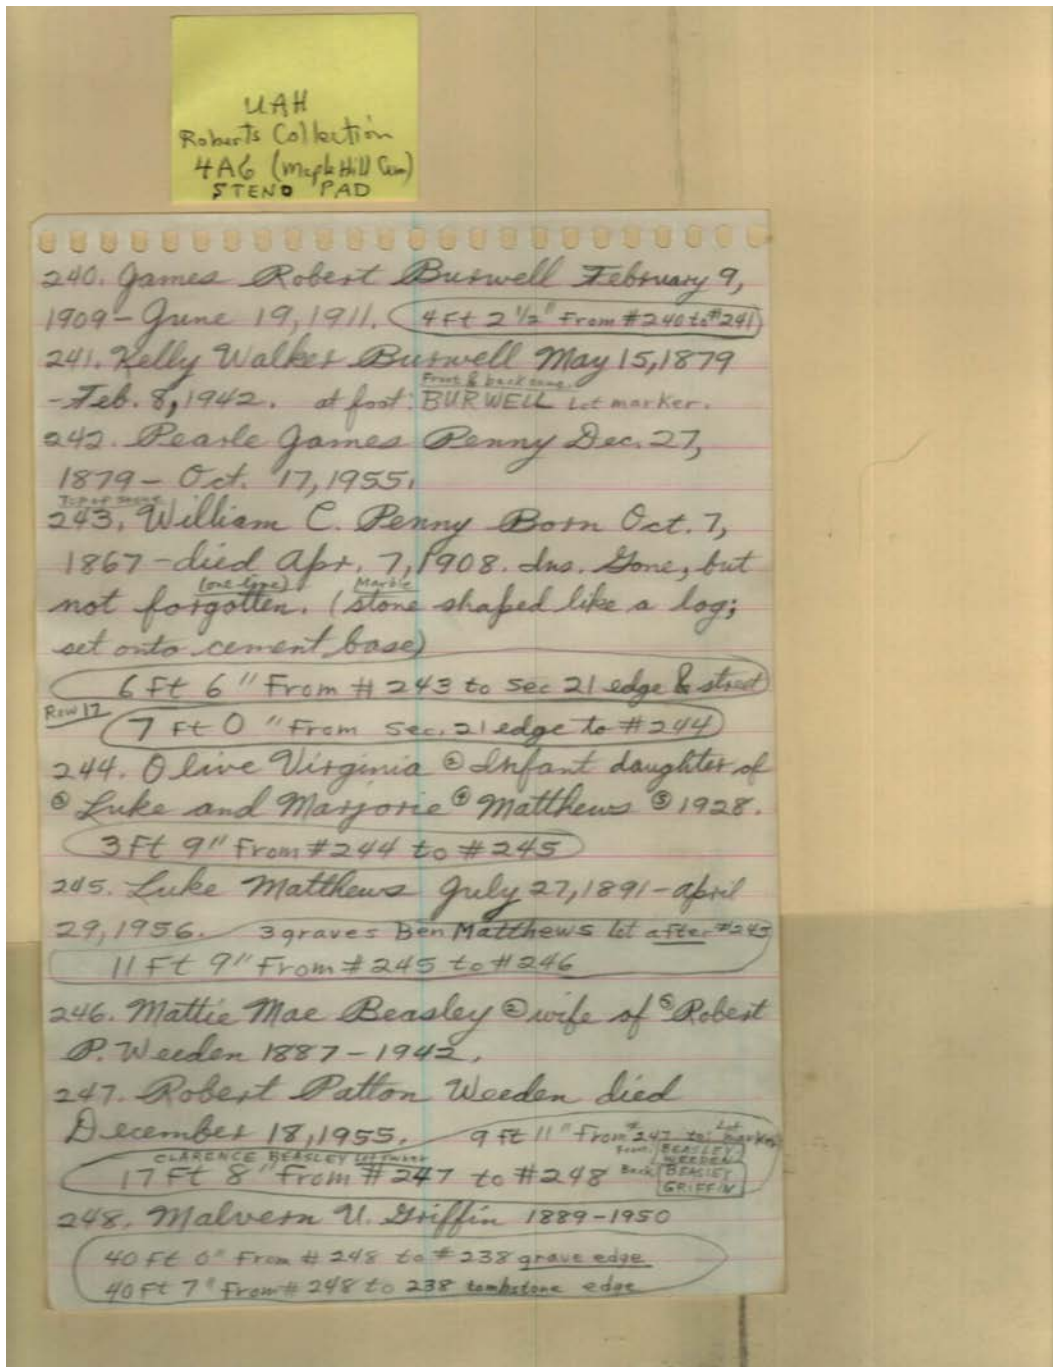 UAH
Roberts Collection
4A6 (Maple Hill Cem)
STENO PAD
240. James Robert Burwell February 9,
1909 – June 19, 1911. 4 Ft 2 1/2" From #240 to #241
241. Kelly Walker Burwell May 15, 1879
Front & back same.
– Feb. 8, 1942. at foot: BURWELL Lot marker.
242. Pearle James Penny Dec. 27,
1879 – Oct. 17, 1955.
Top of stone
243. William C. Penny Born Oct. 7,
1867 – died Apr. 7, 1908. Ins. Gone, but
(one line) Marble
not forgotten. (stone shaped like a log;
set onto cement base)
6 Ft 6" From #243 to Sec 21 edge & street
Row 17
7 Ft 0" From Sec. 21 edge to #244
244. Olive Virginia ② Infant daughter of
③ Luke and Marjorie ④ Matthews ⑤ 1928.
3 Ft 9" From #244 to #245
245. Luke Matthews July 27, 1891 – April
29, 1956. 3 graves Ben Matthews lot after #245
11 Ft 9" From #245 to #246
246. Mattie Mae Beasley ② wife of ③ Robert
P. Weeden 1887 – 1942.
247. Robert Patton Weeden died
December 18, 1955. 9 ft 11" From #247 to: Lot marker
Front: BEASLEY
WEEDEN
CLARENCE BEASLEY Lot owner
17 Ft 8" From #247 to #248 Back BEASLEY
GRIFFIN
248. Malvern U. Griffin 1889–1950
40 Ft 0" From #248 to #238 grave edge
40 Ft 7" From #248 to 238 tombstone edge